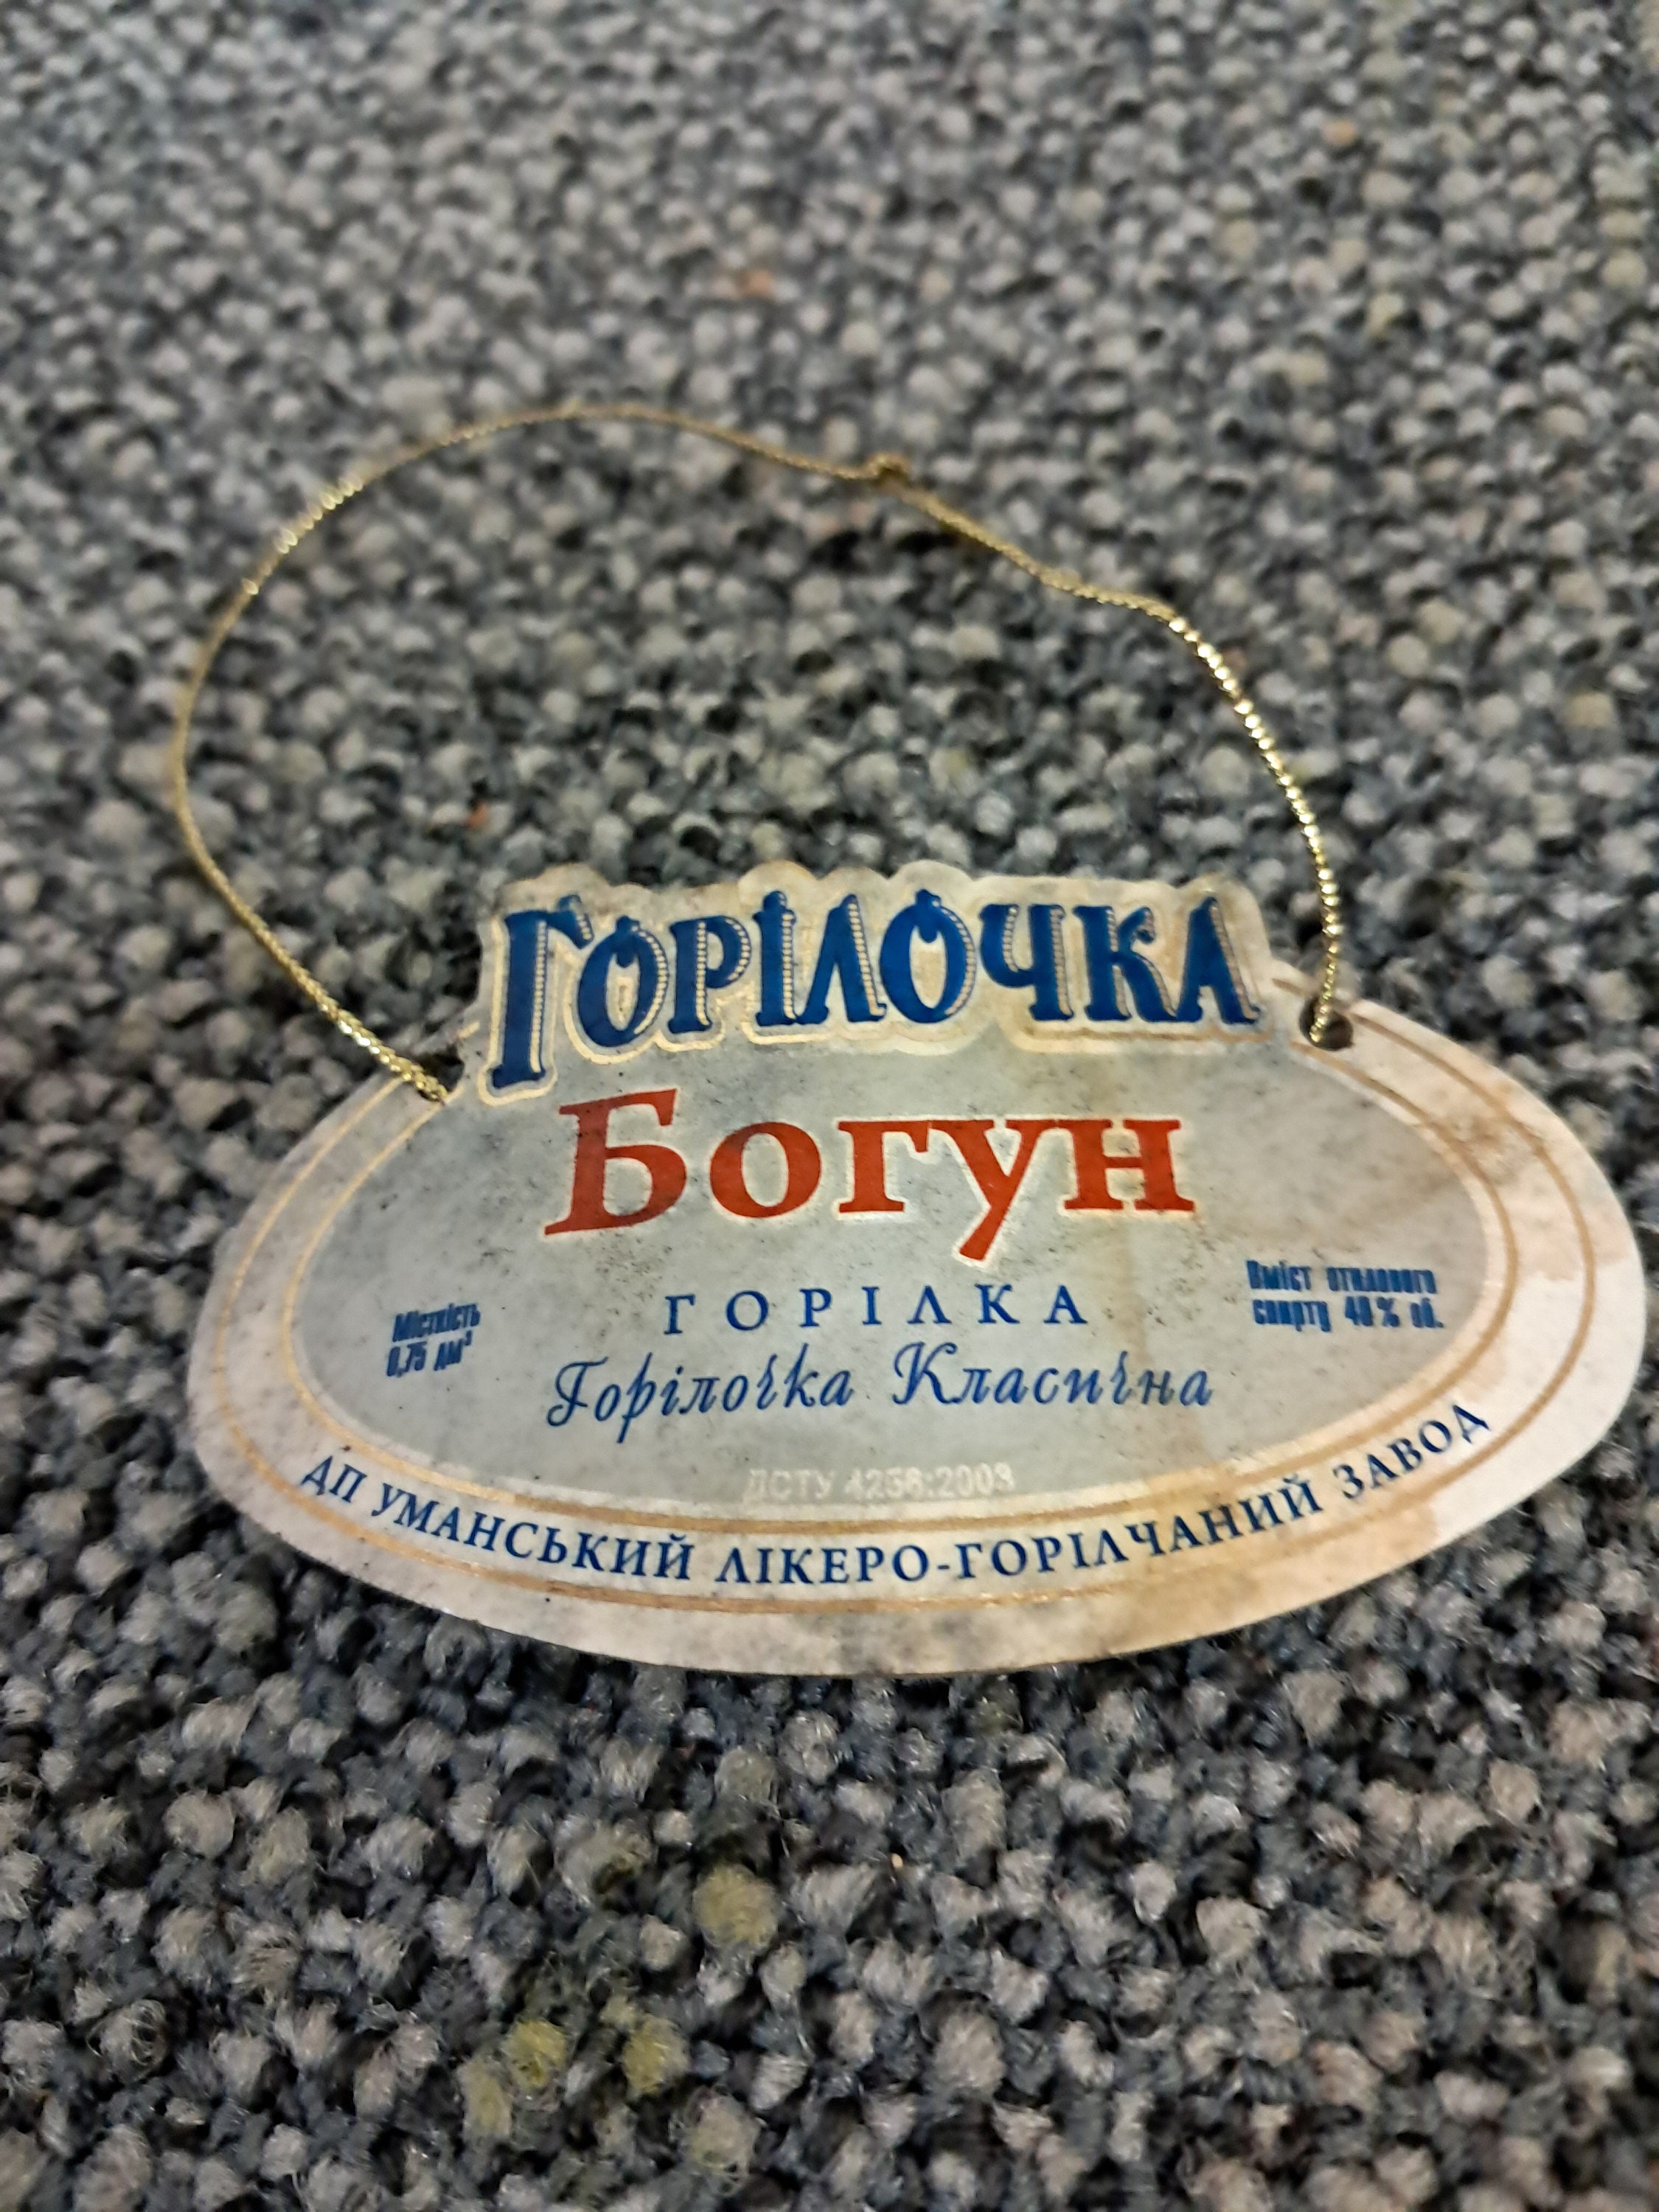 ГОРІЛОЧКА
Богун
ГОРІЛКА
Місткість
0,75 дм³
Вміст етилового
спирту 40% об.
Горілочка Класична
ДСТУ 4256:2003
ДП УМАНСЬКИЙ ЛІКЕРО-ГОРІЛЧАНИЙ ЗАВОД